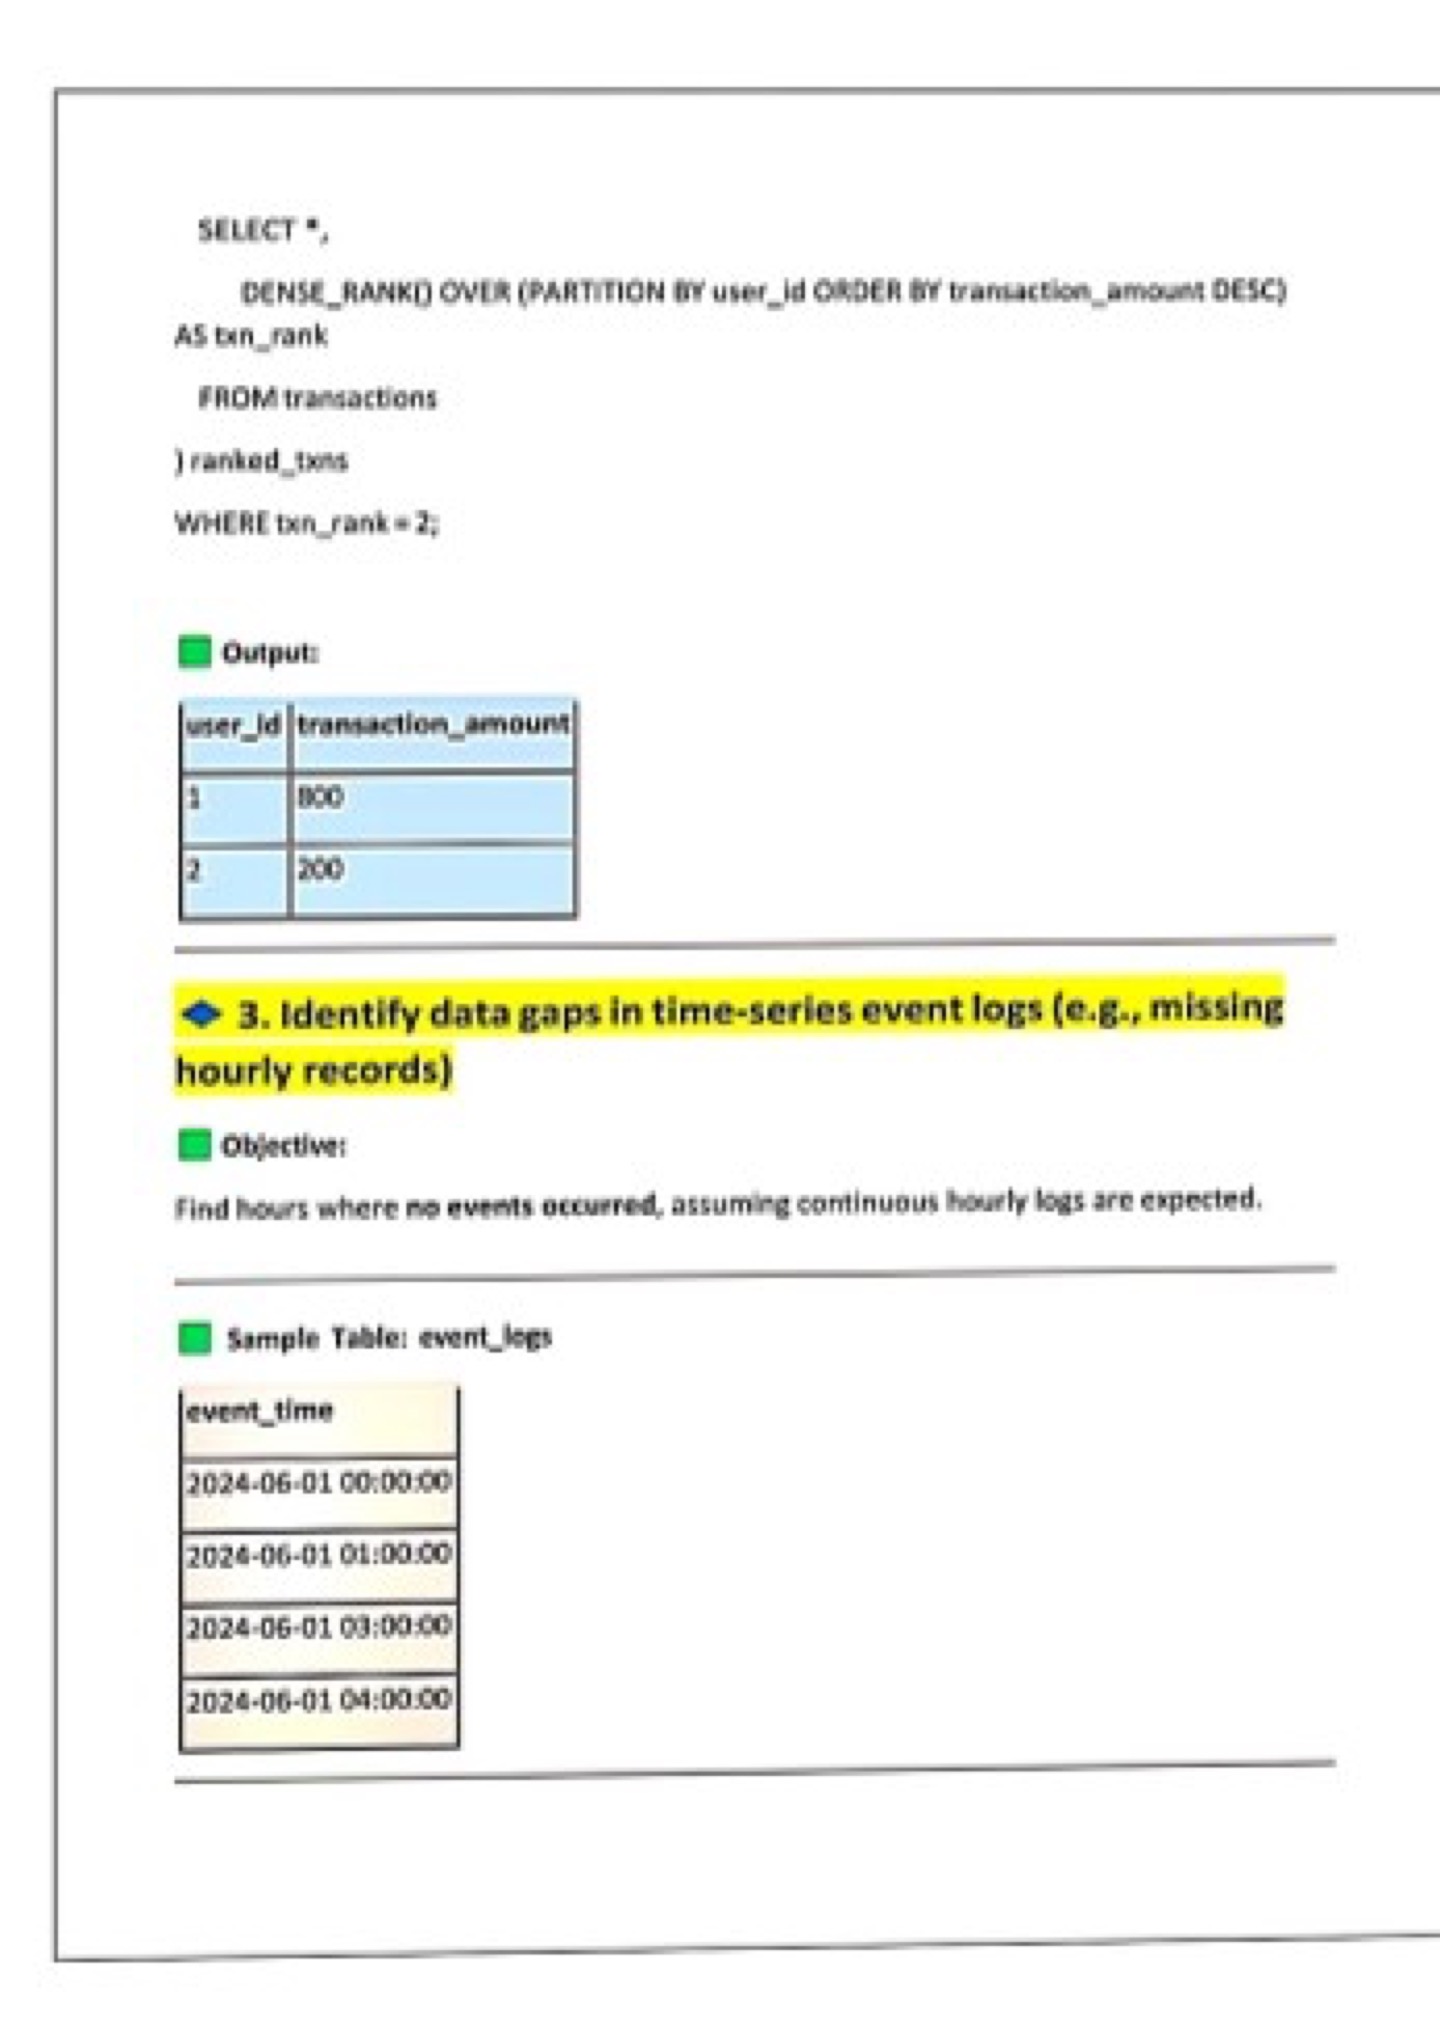 SELECT *,
DENSE_RANK() OVER (PARTITION BY user_id ORDER BY transaction_amount DESC)
AS txn_rank
FROM transactions
) ranked_txns
WHERE txn_rank = 2;
Output:
user_id transaction_amount
1 800
2 200
3. Identify data gaps in time-series event logs (e.g., missing
hourly records)
Objective:
Find hours where no events occurred, assuming continuous hourly logs are expected.
Sample Table: event_logs
event_time
2024-06-01 00:00:00
2024-06-01 01:00:00
2024-06-01 03:00:00
2024-06-01 04:00:00